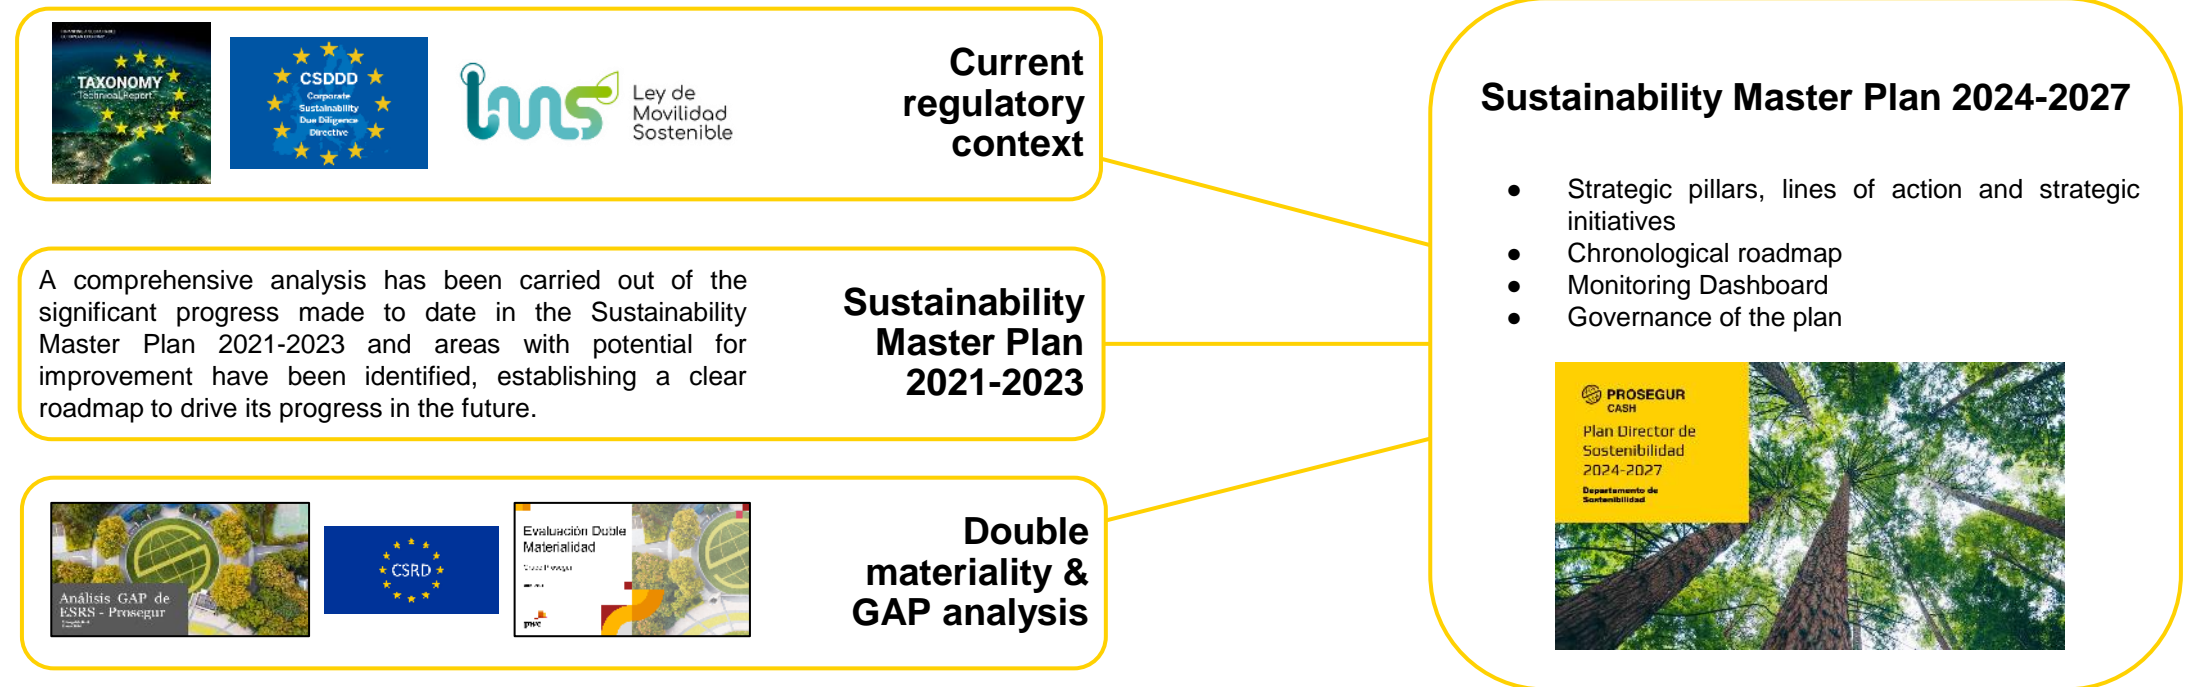 TAXONOMY
Technical Report
CSDDD
Corporate
Sustainability
Due Diligence
Directive
lms
Ley de
Movilidad
Sostenible
Current
regulatory
context
A comprehensive analysis has been carried out of the
significant progress made to date in the Sustainability
Master Plan 2021-2023 and areas with potential for
improvement have been identified, establishing a clear
roadmap to drive its progress in the future.
Sustainability
Master Plan
2021-2023
Análisis GAP de
ESRS - Prosegur
CSRD
Evaluación Doble
Materialidad
Grupo Prosegur
pwc
Double
materiality &
GAP analysis
Sustainability Master Plan 2024-2027
● Strategic pillars, lines of action and strategic
initiatives
● Chronological roadmap
● Monitoring Dashboard
● Governance of the plan
PROSEGUR
CASH
Plan Director de
Sostenibilidad
2024-2027
Departamento de
Sostenibilidad